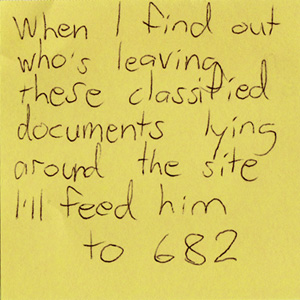 When I find out
who's leaving
these classified
documents lying
around the site
I'll feed him
to 682